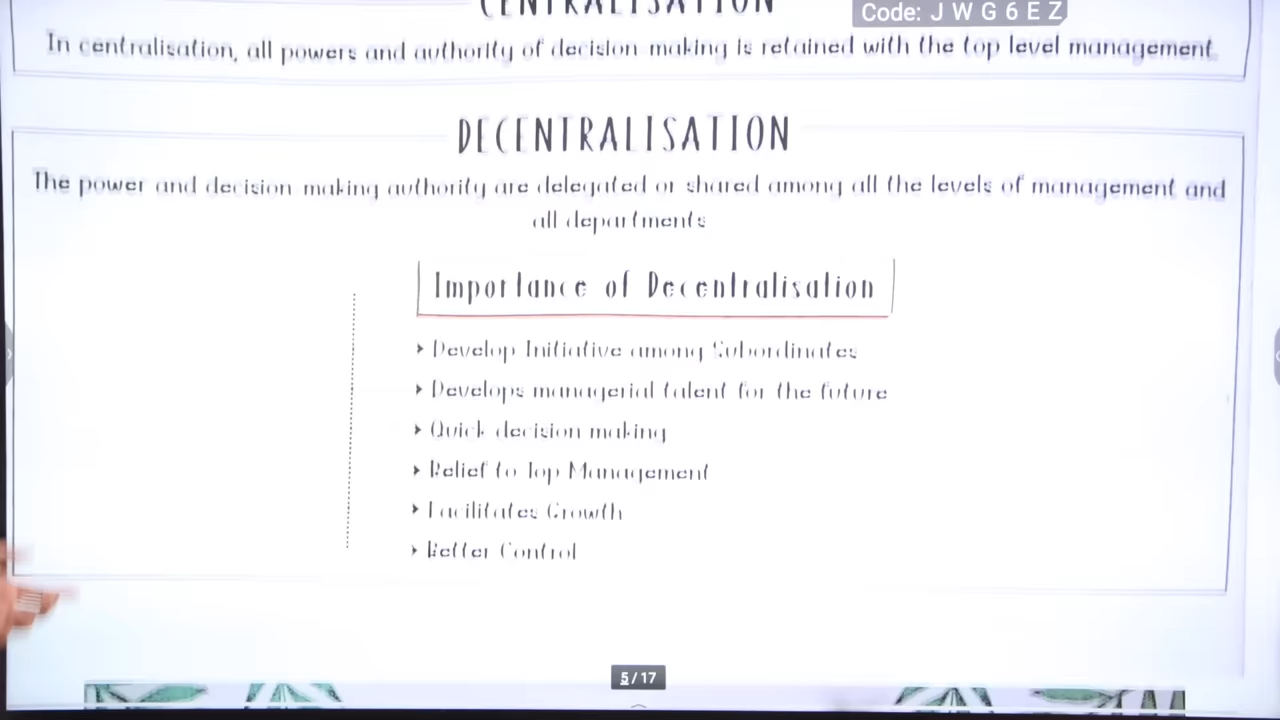 CENTRALISATION
Code: J W G 6 E Z
In centralisation, all powers and authority of decision making is retained with the top level management.
DECENTRALISATION
The power and decision making authority are delegated or shared among all the levels of management and
all departments
Importance of Decentralisation
‣ Develop Initiative among Subordinates
‣ Develops managerial talent for the future
‣ Quick decision making
‣ Relief to Top Management
‣ Facilitates Growth
‣ Better Control
5 / 17